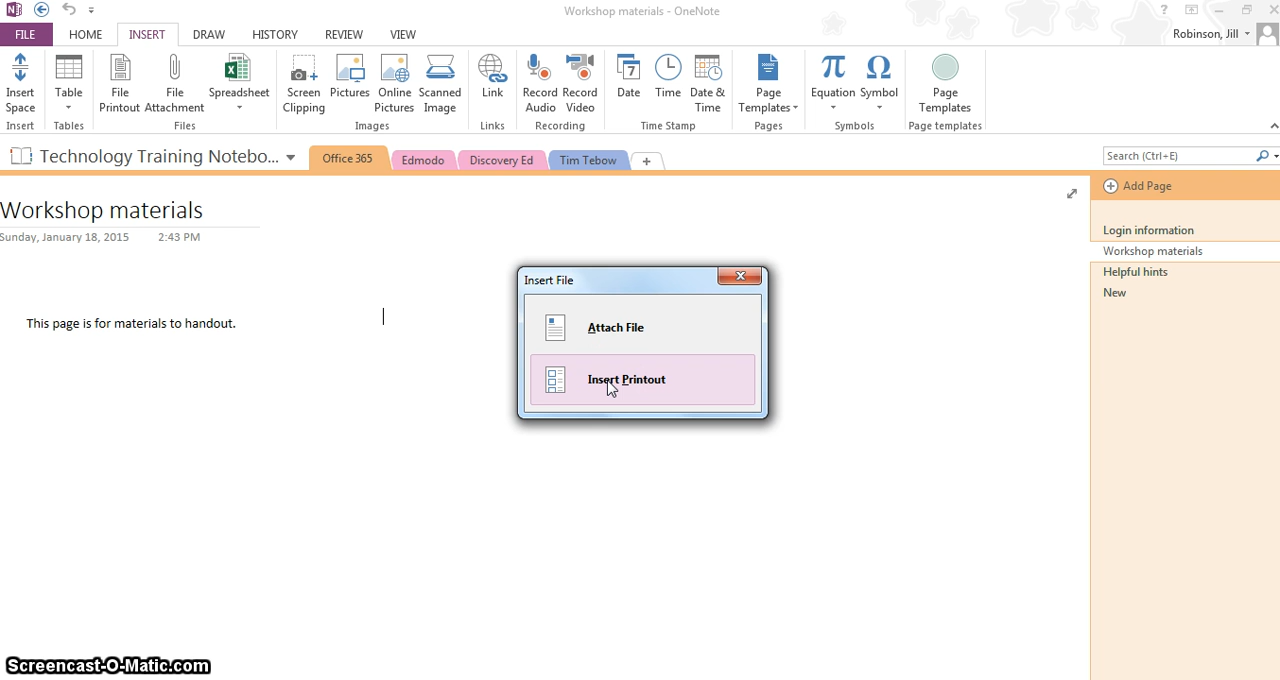 Workshop materials - OneNote
?
FILE HOME INSERT DRAW HISTORY REVIEW VIEW
Robinson, Jill
Insert Space
Table
File Printout
File Attachment
Spreadsheet
Screen Clipping
Pictures
Online Pictures
Scanned Image
Link
Record Audio
Record Video
7
Date
Time
Date & Time
Page Templates
π
Equation
Ω
Symbol
Page Templates
Insert Tables Files Images Links Recording Time Stamp Pages Symbols Page templates
Technology Training Notebo...
Office 365 Edmodo Discovery Ed Tim Tebow +
Search (Ctrl+E)
Add Page
Workshop materials
Sunday, January 18, 2015 2:43 PM
Login information
Workshop materials
Helpful hints
New
Insert File
Attach File
Insert Printout
This page is for materials to handout.
Screencast-O-Matic.com